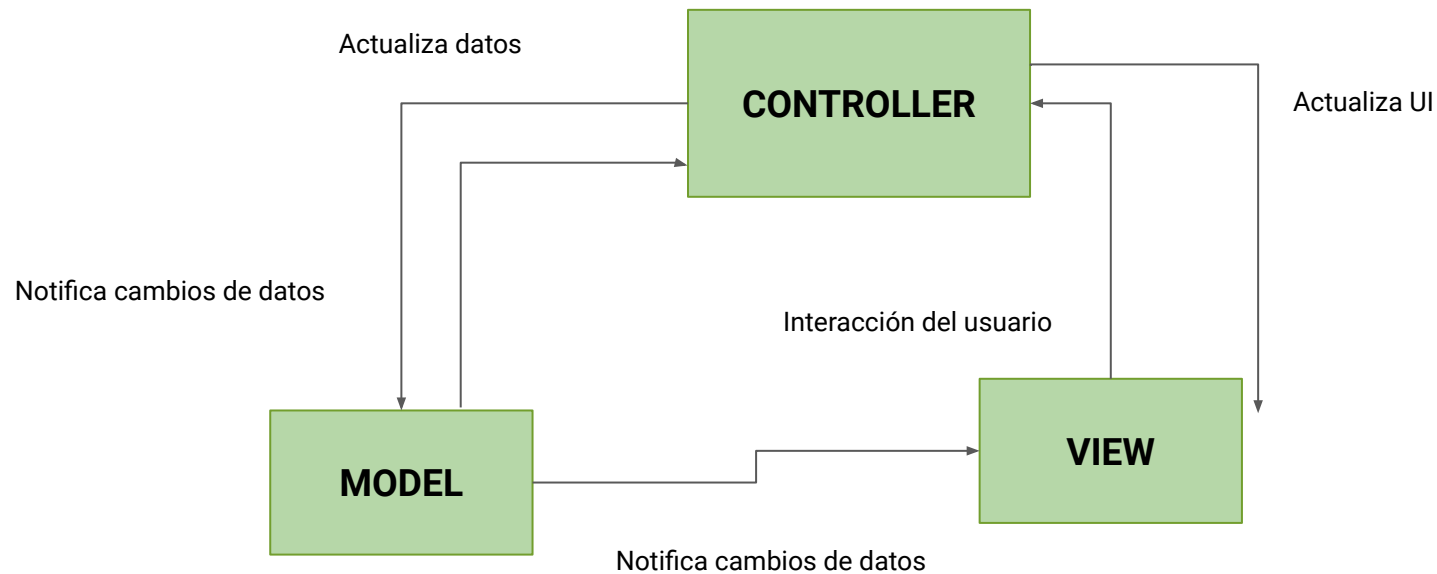 Actualiza datos
CONTROLLER
Actualiza UI
Notifica cambios de datos
Interacción del usuario
VIEW
MODEL
Notifica cambios de datos